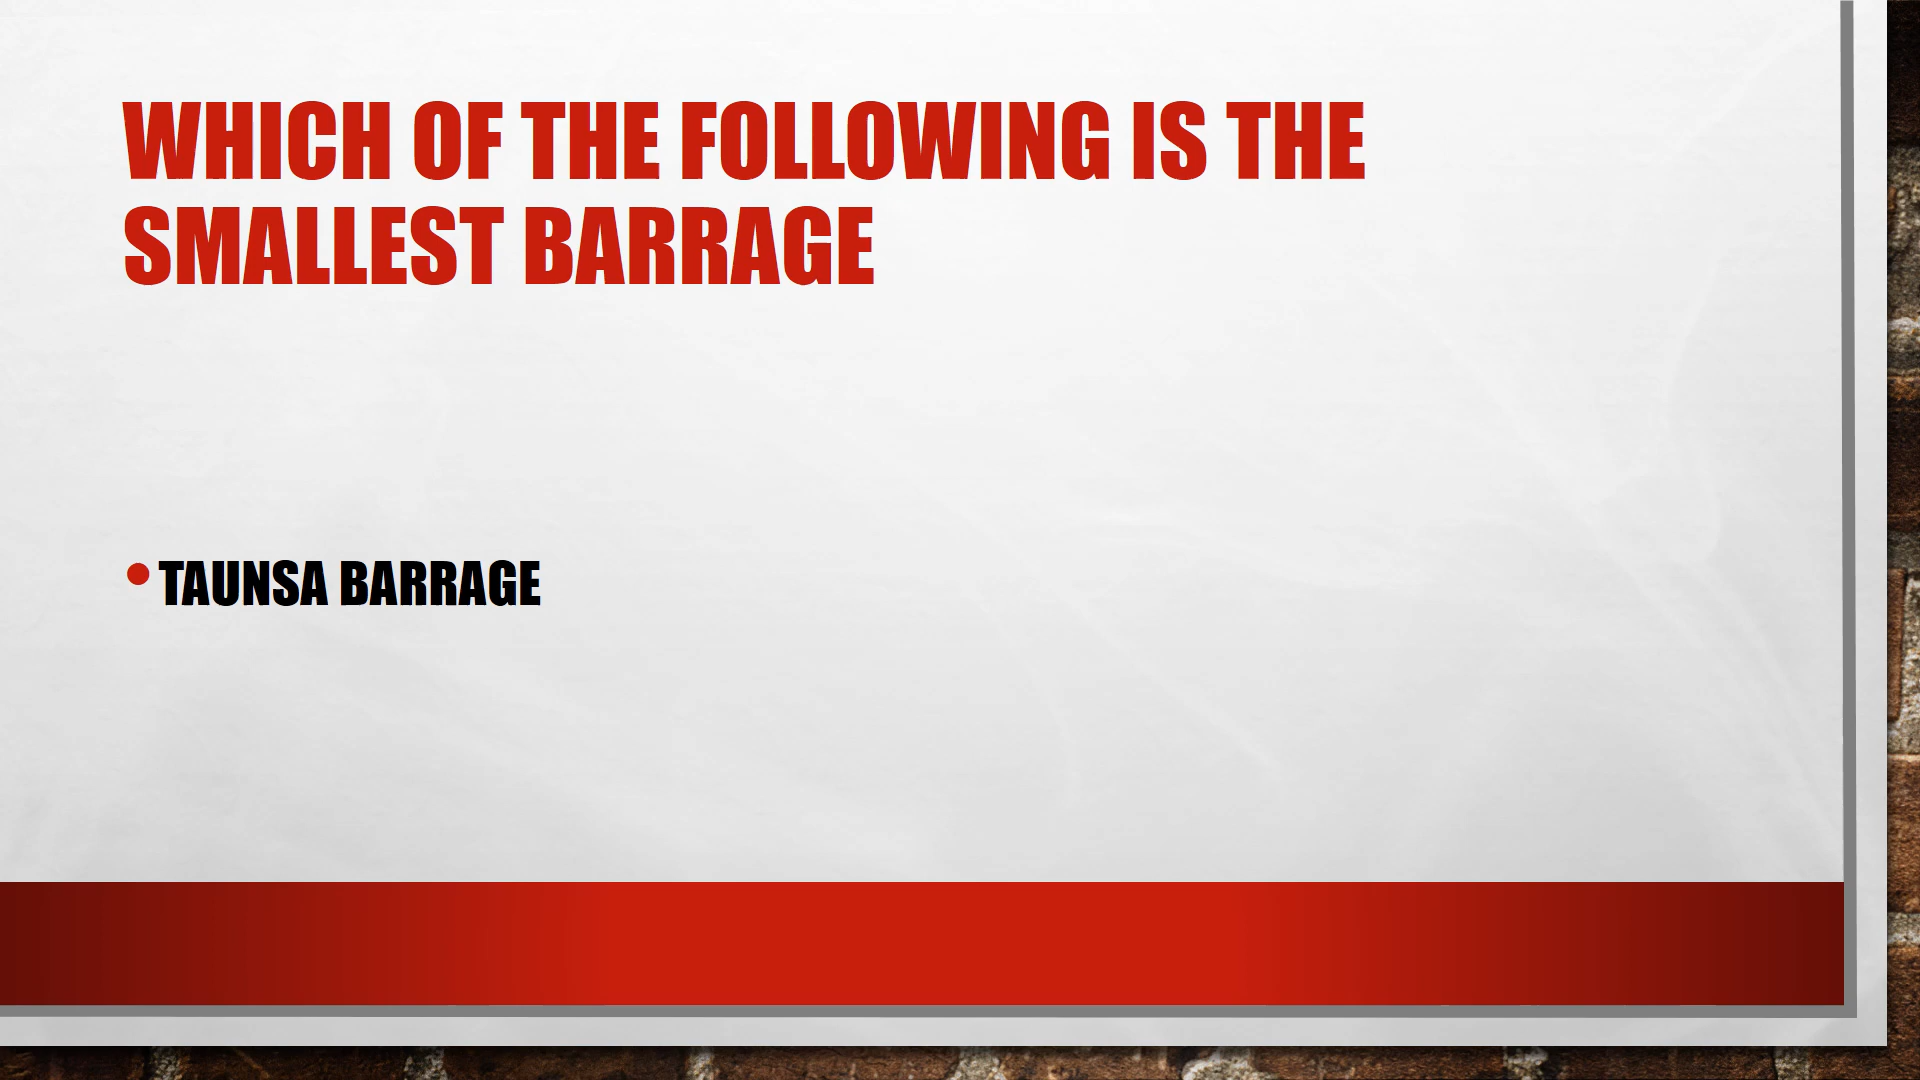 WHICH OF THE FOLLOWING IS THE
SMALLEST BARRAGE
• TAUNSA BARRAGE